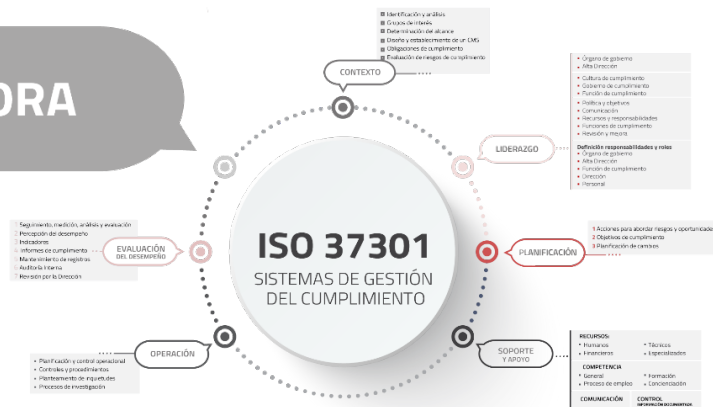 ORA
Identificación y análisis
Grupos de interés
Determinación del alcance
Diseño y establecimiento de un CMS
Obligaciones de cumplimiento
Evaluación de riesgos de cumplimiento
CONTEXTO
• Órgano de gobierno
• Alta Dirección
• Cultura de cumplimiento
• Gobierno de cumplimiento
• Función de cumplimiento
• Política y objetivos
• Comunicación
• Recursos y responsabilidades
• Funciones de cumplimiento
• Revisión y mejora
Definición responsabilidades y roles
• Órgano de gobierno
• Alta Dirección
• Función de cumplimiento
• Dirección
• Personal
LIDERAZGO
ISO 37301
SISTEMAS DE GESTIÓN
DEL CUMPLIMIENTO
Seguimiento, medición, análisis y evaluación
Percepción del desempeño
Indicadores
Informes de cumplimiento
Mantenimiento de registros
Auditoría Interna
Revisión por la Dirección
EVALUACIÓN
DEL DESEMPEÑO
PLANIFICACIÓN
1 Acciones para abordar riesgos y oportunidade
2 Objetivos de cumplimiento
3 Planificación de cambios
OPERACIÓN
• Planificación y control operacional
• Controles y procedimientos
• Planteamiento de inquietudes
• Procesos de investigación
SOPORTE
Y APOYO
RECURSOS:
• Humanos • Técnicos
• Financieros • Especializados
COMPETENCIA
• General • Formación
• Proceso de empleo • Concienciación
COMUNICACIÓN CONTROL
INFORMACIÓN DOCUMENTADA